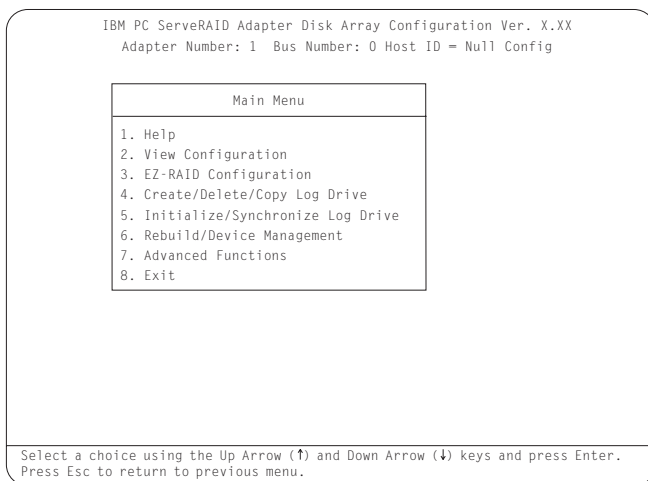 IBM PC ServeRAID Adapter Disk Array Configuration Ver. X.XX
Adapter Number: 1 Bus Number: 0 Host ID = Null Config
Main Menu
1. Help
2. View Configuration
3. EZ-RAID Configuration
4. Create/Delete/Copy Log Drive
5. Initialize/Synchronize Log Drive
6. Rebuild/Device Management
7. Advanced Functions
8. Exit
Select a choice using the Up Arrow (↑) and Down Arrow (↓) keys and press Enter.
Press Esc to return to previous menu.